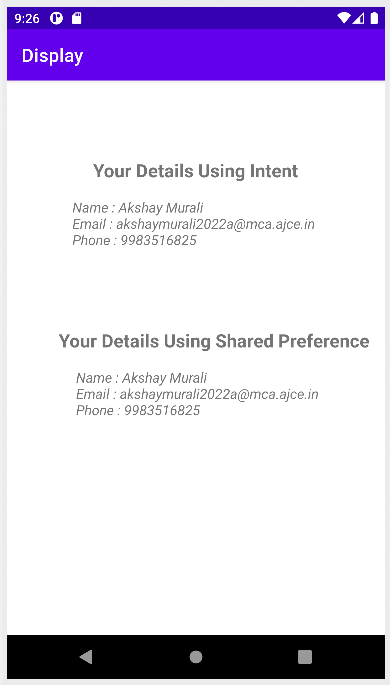 9:26
Display
Your Details Using Intent
Name : Akshay Murali
Email : akshaymurali2022a@mca.ajce.in
Phone : 9983516825
Your Details Using Shared Preference
Name : Akshay Murali
Email : akshaymurali2022a@mca.ajce.in
Phone : 9983516825